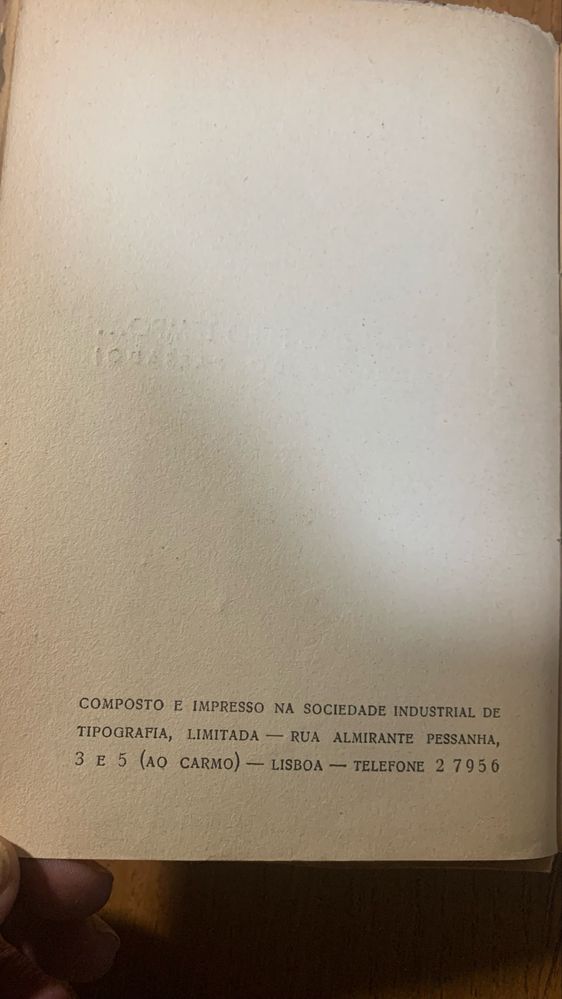 COMPOSTO E IMPRESSO NA SOCIEDADE INDUSTRIAL DE
TIPOGRAFIA, LIMITADA — RUA ALMIRANTE PESSANHA,
3 E 5 (AO CARMO) — LISBOA — TELEFONE 2 7956